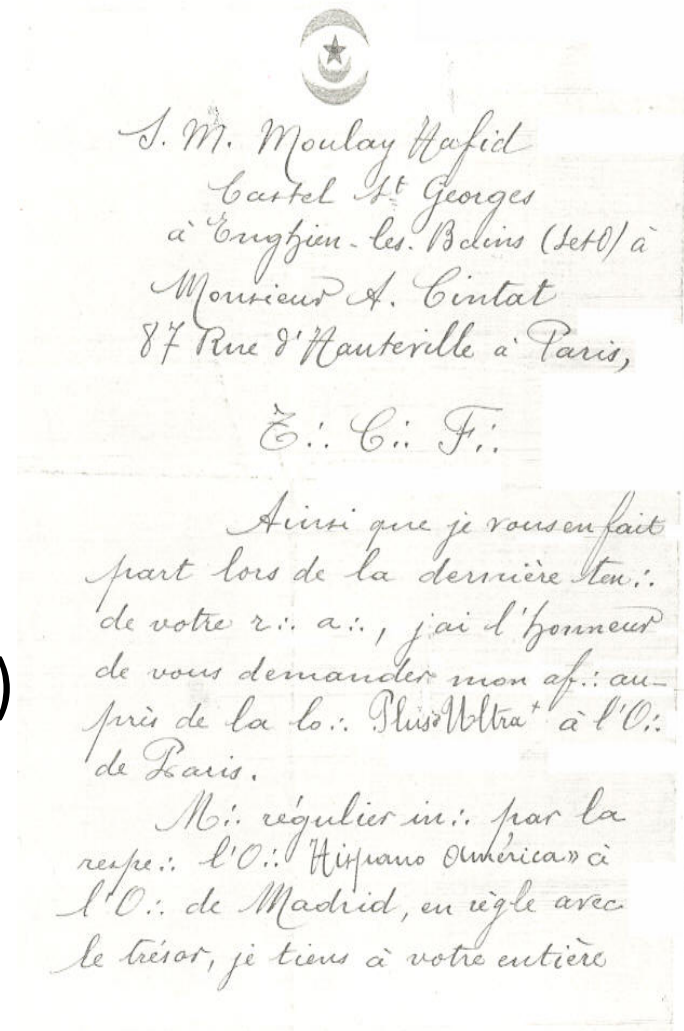 S. M. Moulay Hafid
Castel St Georges
à Enghien-les-Bains (SetO) à
Monsieur A. Cintat
87 Rue d'Hauteville à Paris,
T∴ C∴ F∴
Ainsi que je vous en fait
part lors de la dernière ten∴
de votre r∴ a∴, j'ai l'honneur
de vous demander mon af∴ au-
près de la lo∴ Plus Ultra à l'O∴
de Paris.
M∴ régulier in∴ par la
respe∴ l'O∴ "Hispano América" à
l'O∴ de Madrid, en règle avec
le trésor, je tiens à votre entière
)